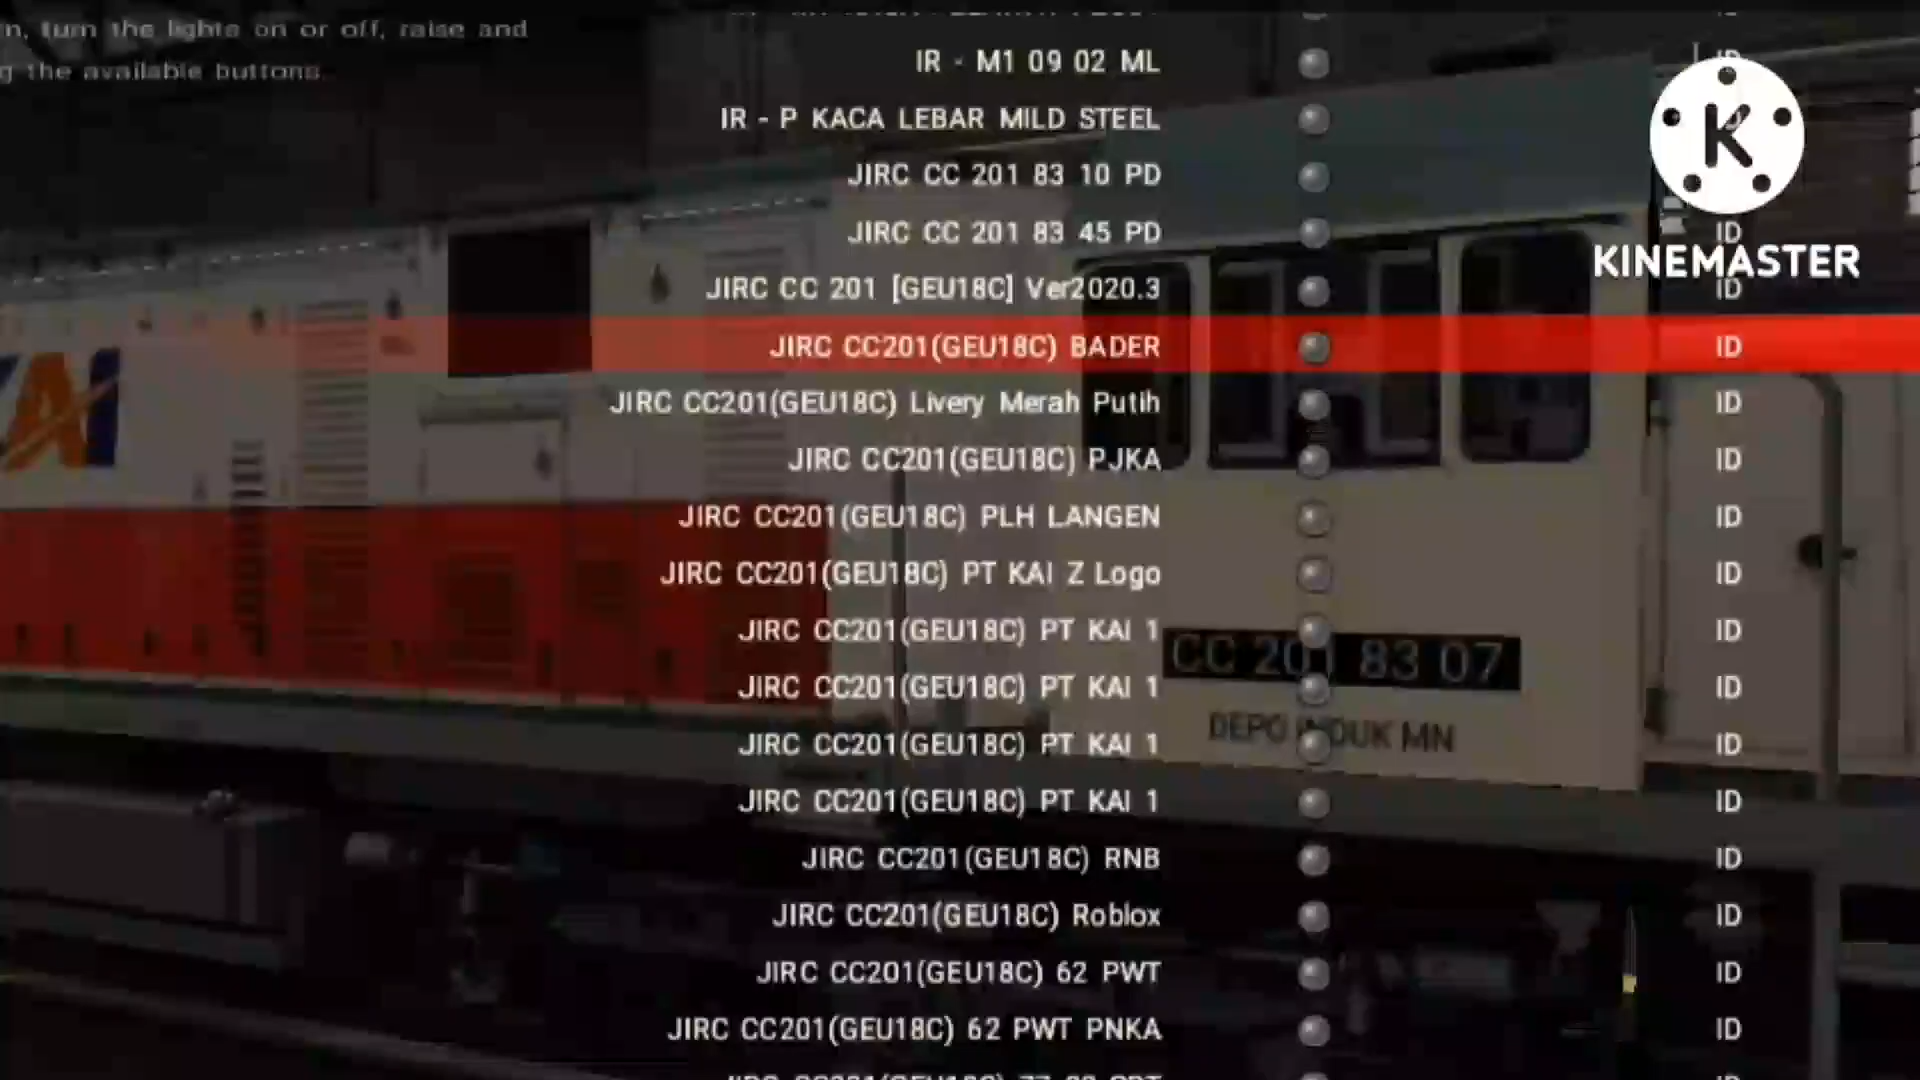 n, turn the lights on or off, raise and
g the available buttons.
IR - M1 09 02 ML
ID
IR - P KACA LEBAR MILD STEEL
JIRC CC 201 83 10 PD
JIRC CC 201 83 45 PD
ID
JIRC CC 201 [GEU18C] Ver2020.3
ID
JIRC CC201(GEU18C) BADER
ID
JIRC CC201(GEU18C) Livery Merah Putih
ID
JIRC CC201(GEU18C) PJKA
ID
JIRC CC201(GEU18C) PLH LANGEN
ID
JIRC CC201(GEU18C) PT KAI Z Logo
ID
JIRC CC201(GEU18C) PT KAI 1
ID
JIRC CC201(GEU18C) PT KAI 1
ID
JIRC CC201(GEU18C) PT KAI 1
ID
JIRC CC201(GEU18C) PT KAI 1
ID
JIRC CC201(GEU18C) RNB
ID
JIRC CC201(GEU18C) Roblox
ID
JIRC CC201(GEU18C) 62 PWT
ID
JIRC CC201(GEU18C) 62 PWT PNKA
ID
K
KINEMASTER
KAI
CC 201 83 07
DEPO INDUK MN